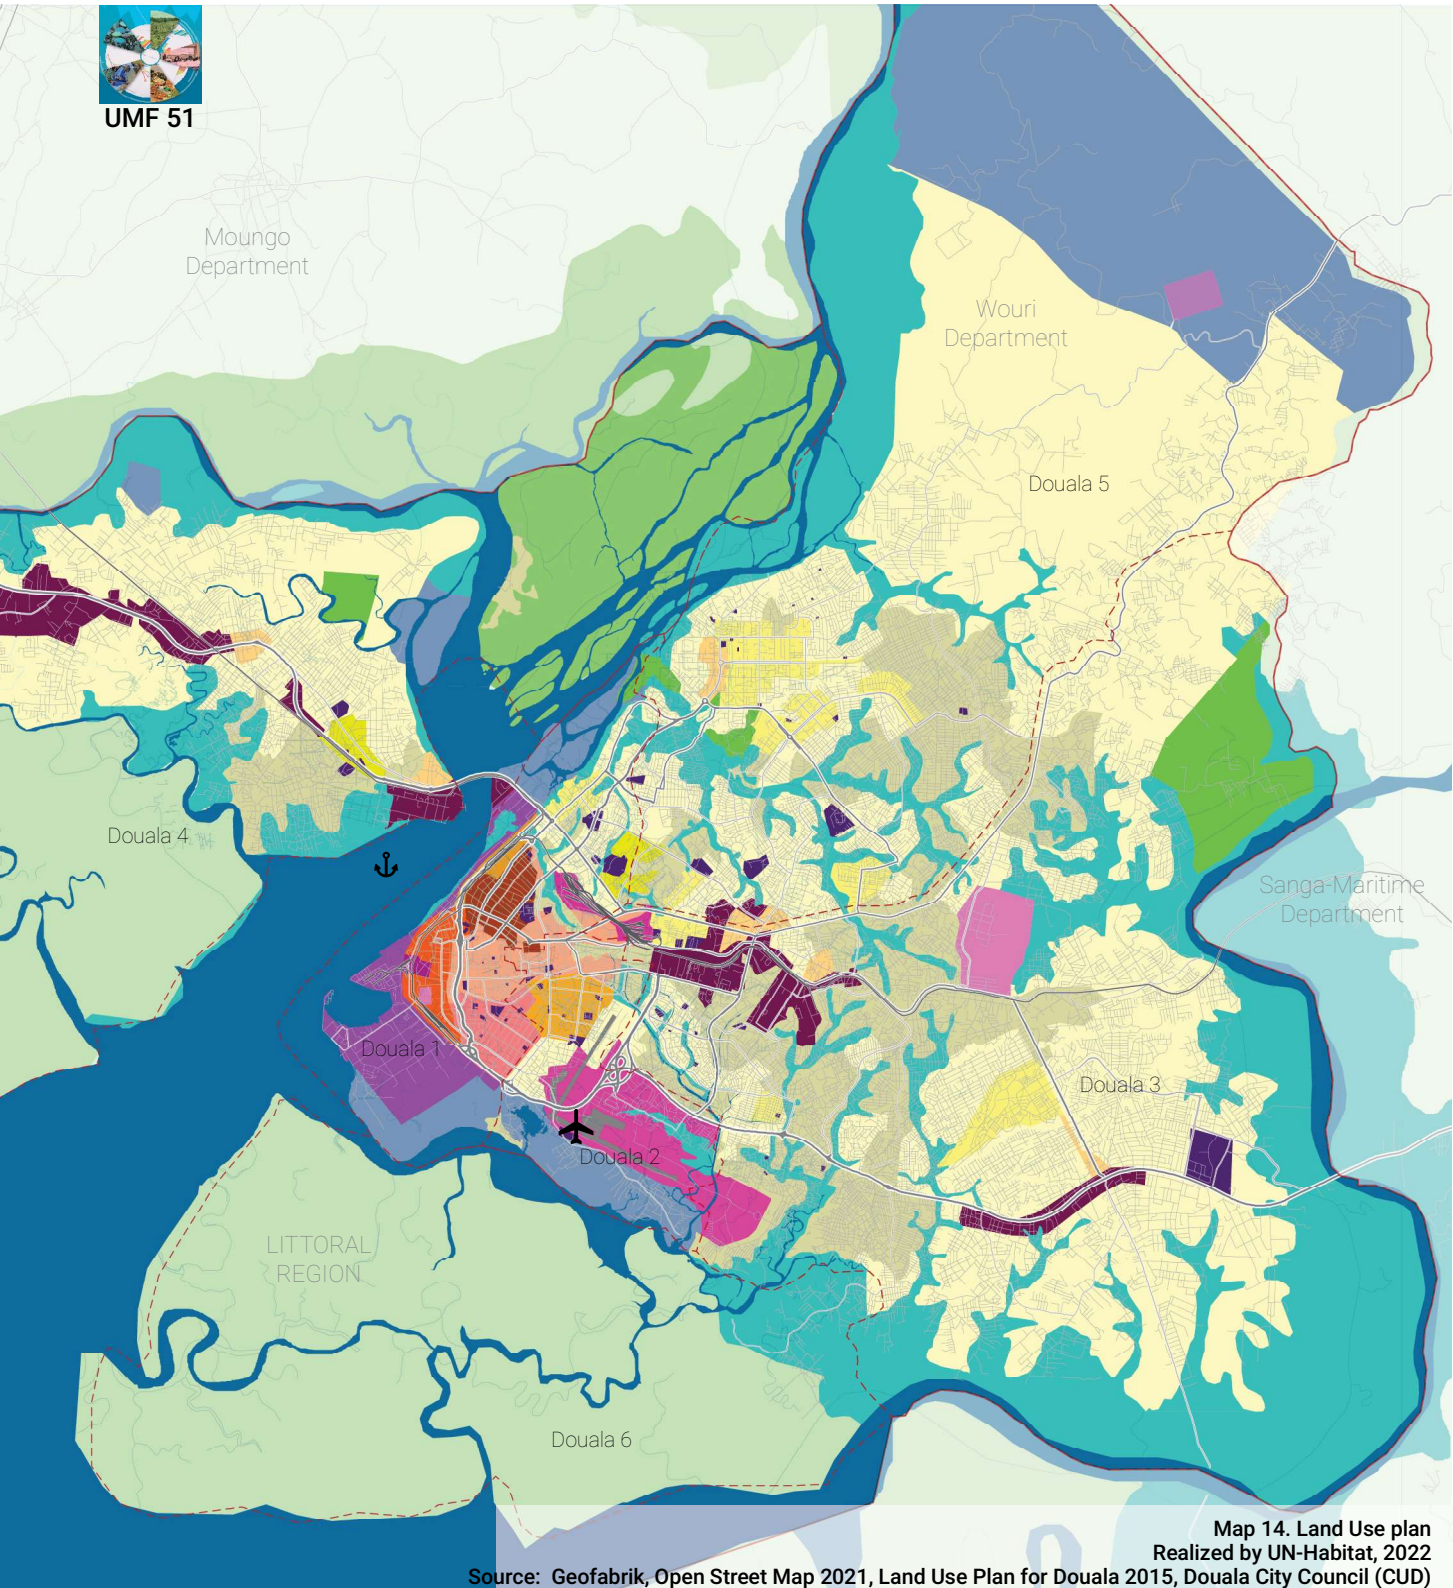 UMF 51
Moungo
Department
Wouri
Department
Douala 5
Douala 4
Sanga-Maritime
Department
Douala 1
Douala 3
Douala 2
LITTORAL
REGION
Douala 6
Map 14. Land Use plan
Realized by UN-Habitat, 2022
Source: Geofabrik, Open Street Map 2021, Land Use Plan for Douala 2015, Douala City Council (CUD)